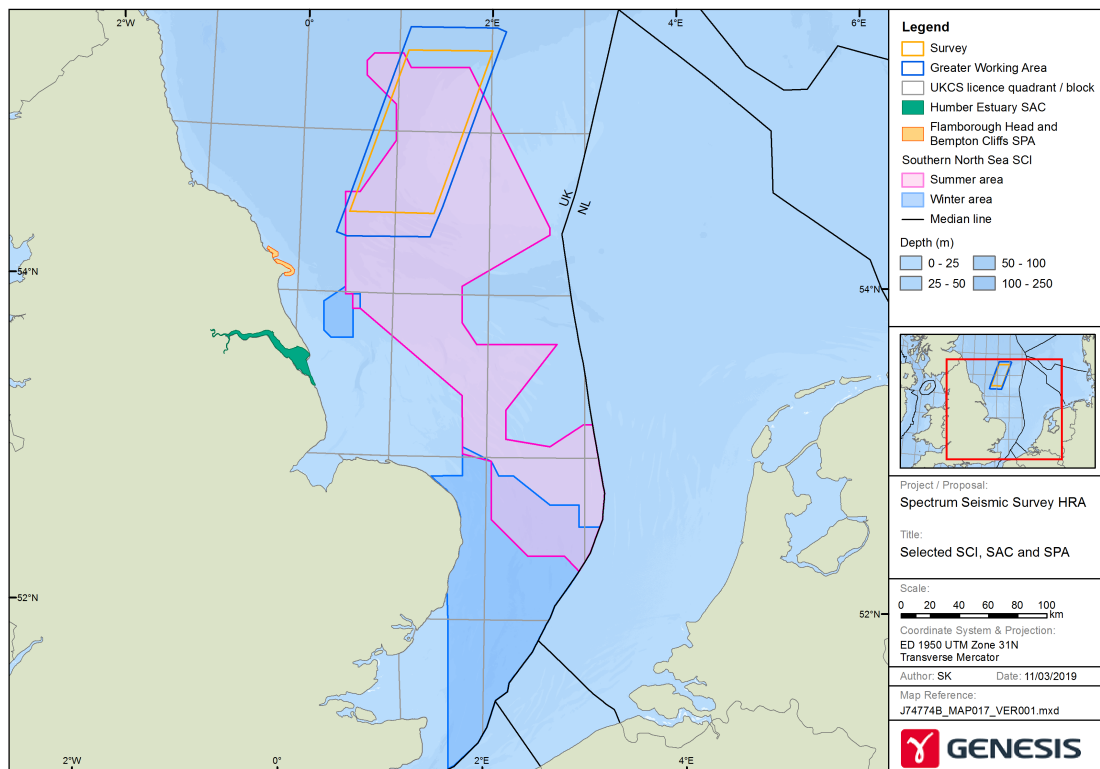 2°W
0°
2°E
4°E
6°E
UK
NL
54°N
54°N
52°N
52°N
2°W
0°
2°E
4°E
Legend
Survey
Greater Working Area
UKCS licence quadrant / block
Humber Estuary SAC
Flamborough Head and
Bempton Cliffs SPA
Southern North Sea SCI
Summer area
Winter area
Median line
Depth (m)
0 - 25
50 - 100
25 - 50
100 - 250
Project / Proposal:
Spectrum Seismic Survey HRA
Title:
Selected SCI, SAC and SPA
Scale:
0 20 40 60 80 100
km
Coordinate System & Projection:
ED 1950 UTM Zone 31N
Transverse Mercator
Author: SK Date: 11/03/2019
Map Reference:
J74774B_MAP017_VER001.mxd
GENESIS